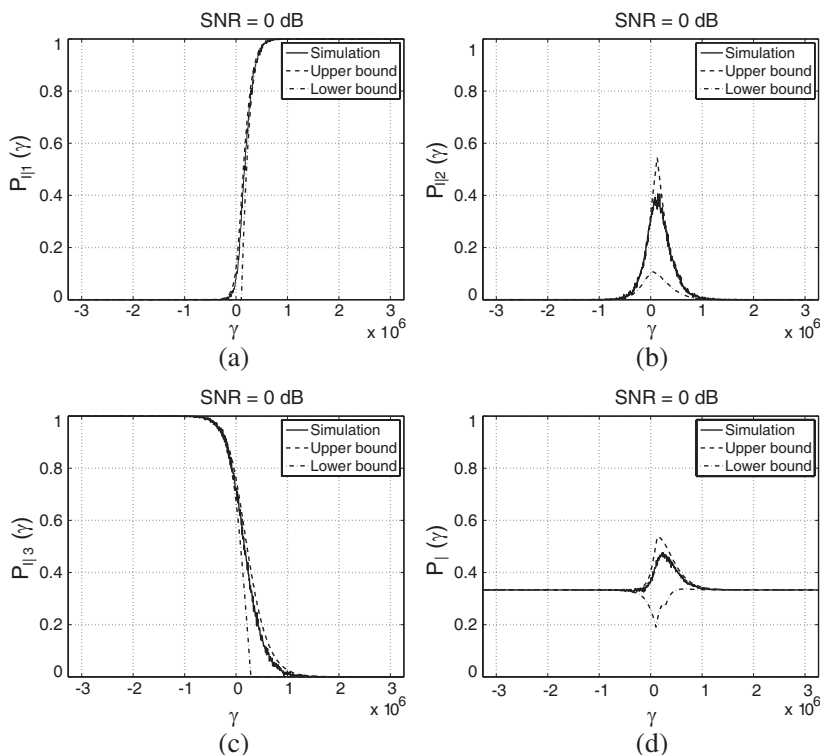 SNR = 0 dB
1
0.8
0.6
0.4
0.2
0
P_{I|1} (γ)
Simulation
Upper bound
Lower bound
-3 -2 -1 0 1 2 3
γ
x 10^6
(a)
SNR = 0 dB
1
0.8
0.6
0.4
0.2
0
P_{I|2} (γ)
Simulation
Upper bound
Lower bound
-3 -2 -1 0 1 2 3
γ
x 10^6
(b)
SNR = 0 dB
1
0.8
0.6
0.4
0.2
0
P_{I|3} (γ)
Simulation
Upper bound
Lower bound
-3 -2 -1 0 1 2 3
γ
x 10^6
(c)
SNR = 0 dB
1
0.8
0.6
0.4
0.2
0
P_I (γ)
Simulation
Upper bound
Lower bound
-3 -2 -1 0 1 2 3
γ
x 10^6
(d)